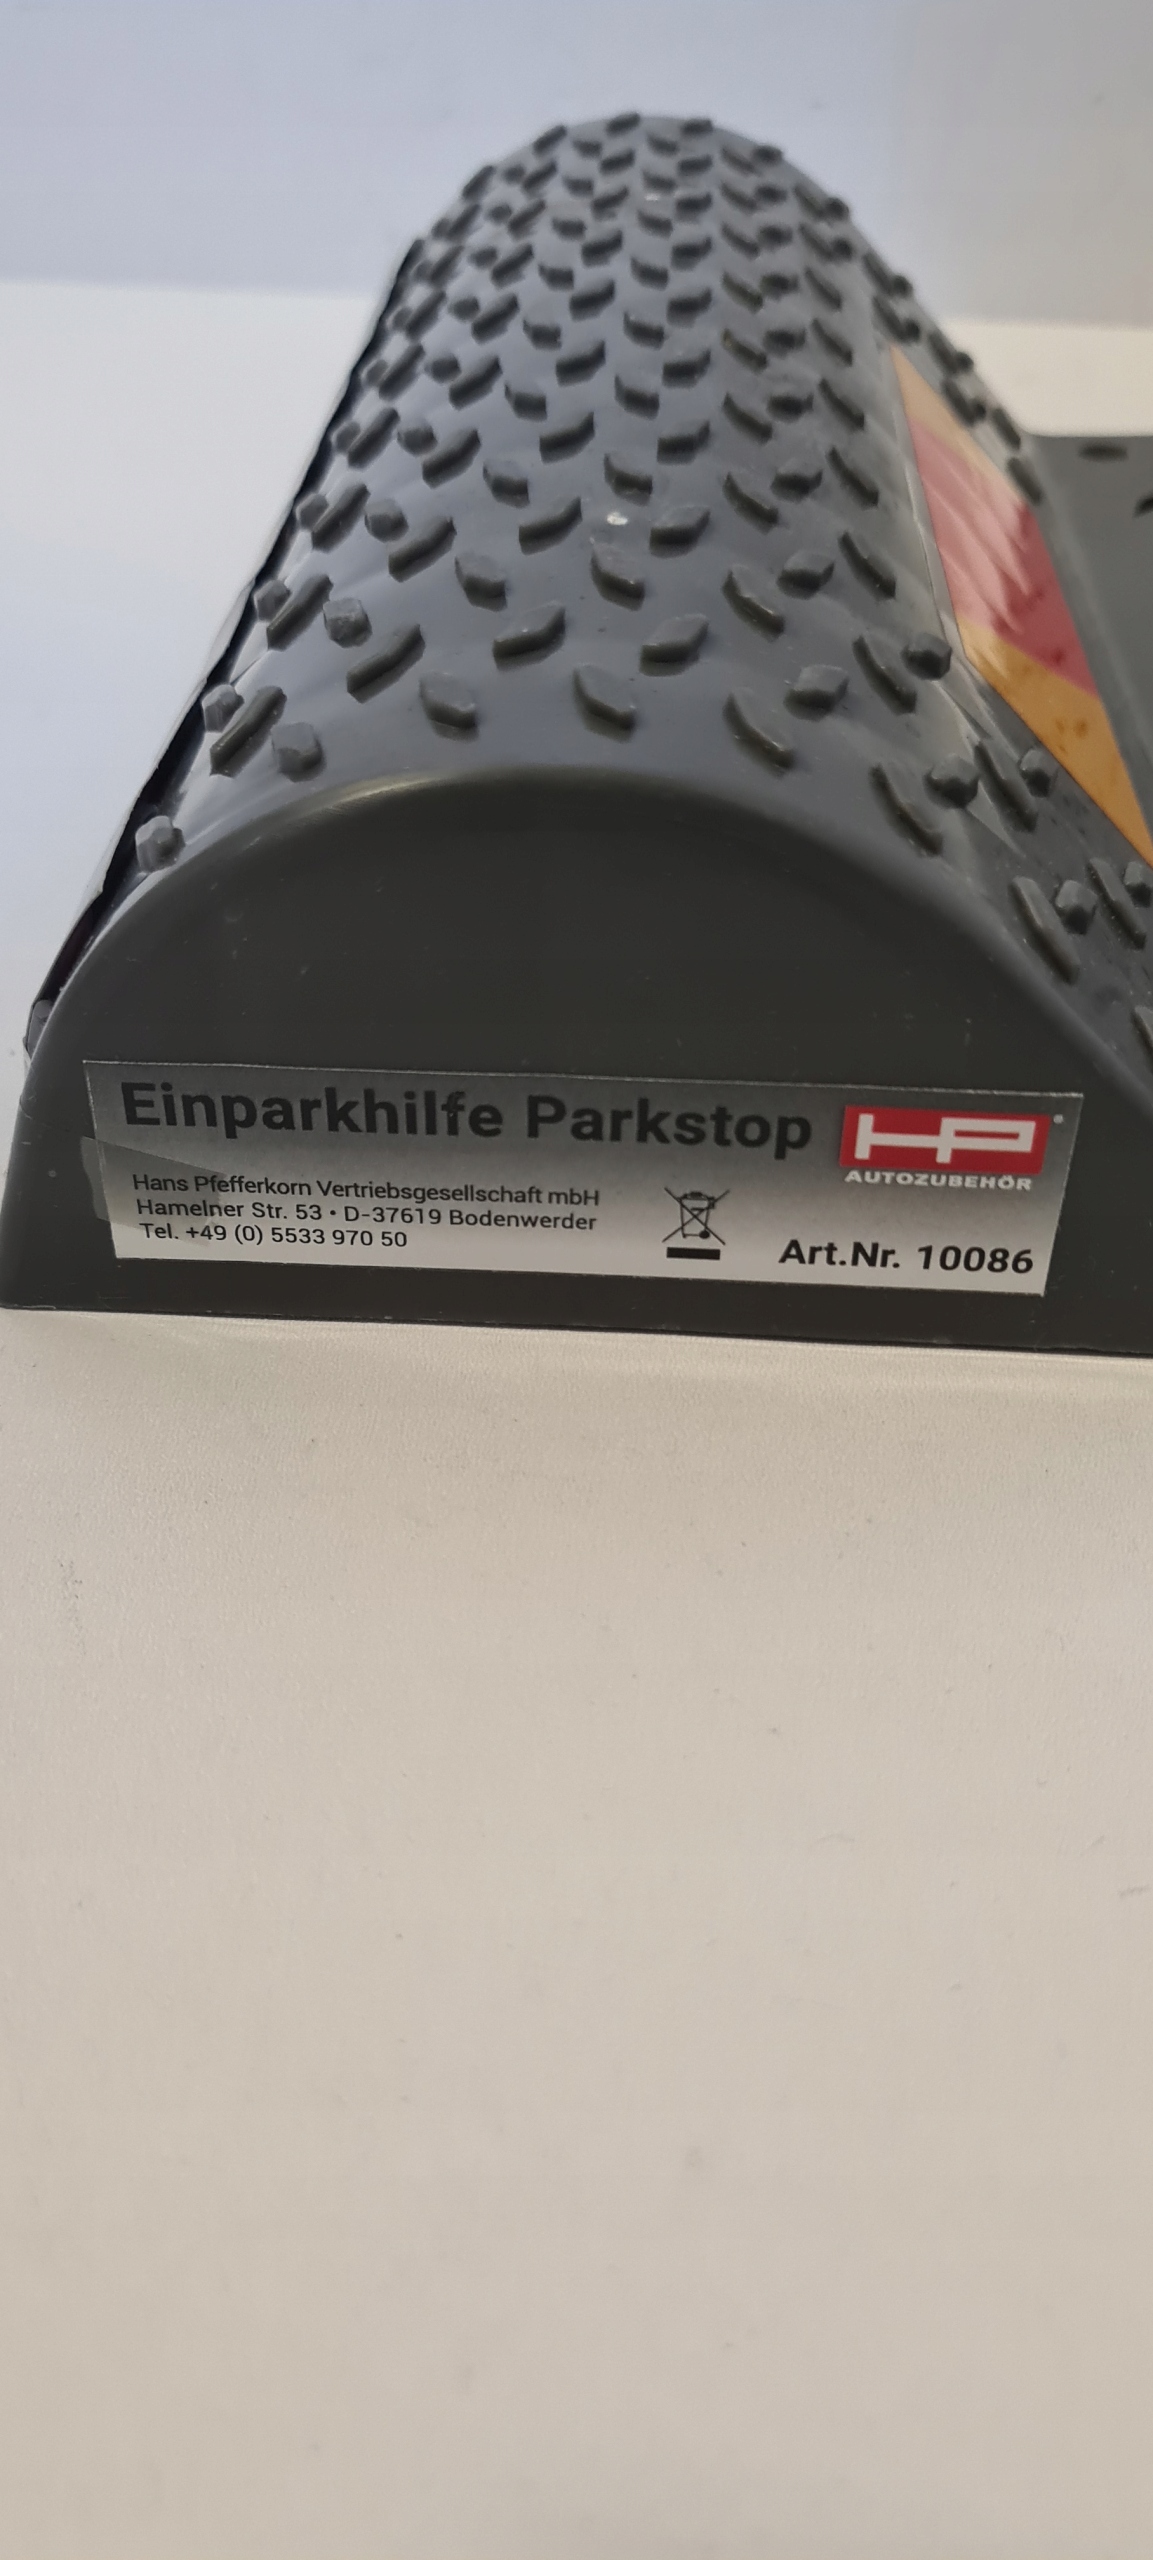 Einparkhilfe Parkstop
HP
AUTOZUBEHÖR
Hans Pfefferkorn Vertriebsgesellschaft mbH
Hamelner Str. 53 • D-37619 Bodenwerder
Tel. +49 (0) 5533 970 50
Art.Nr. 10086